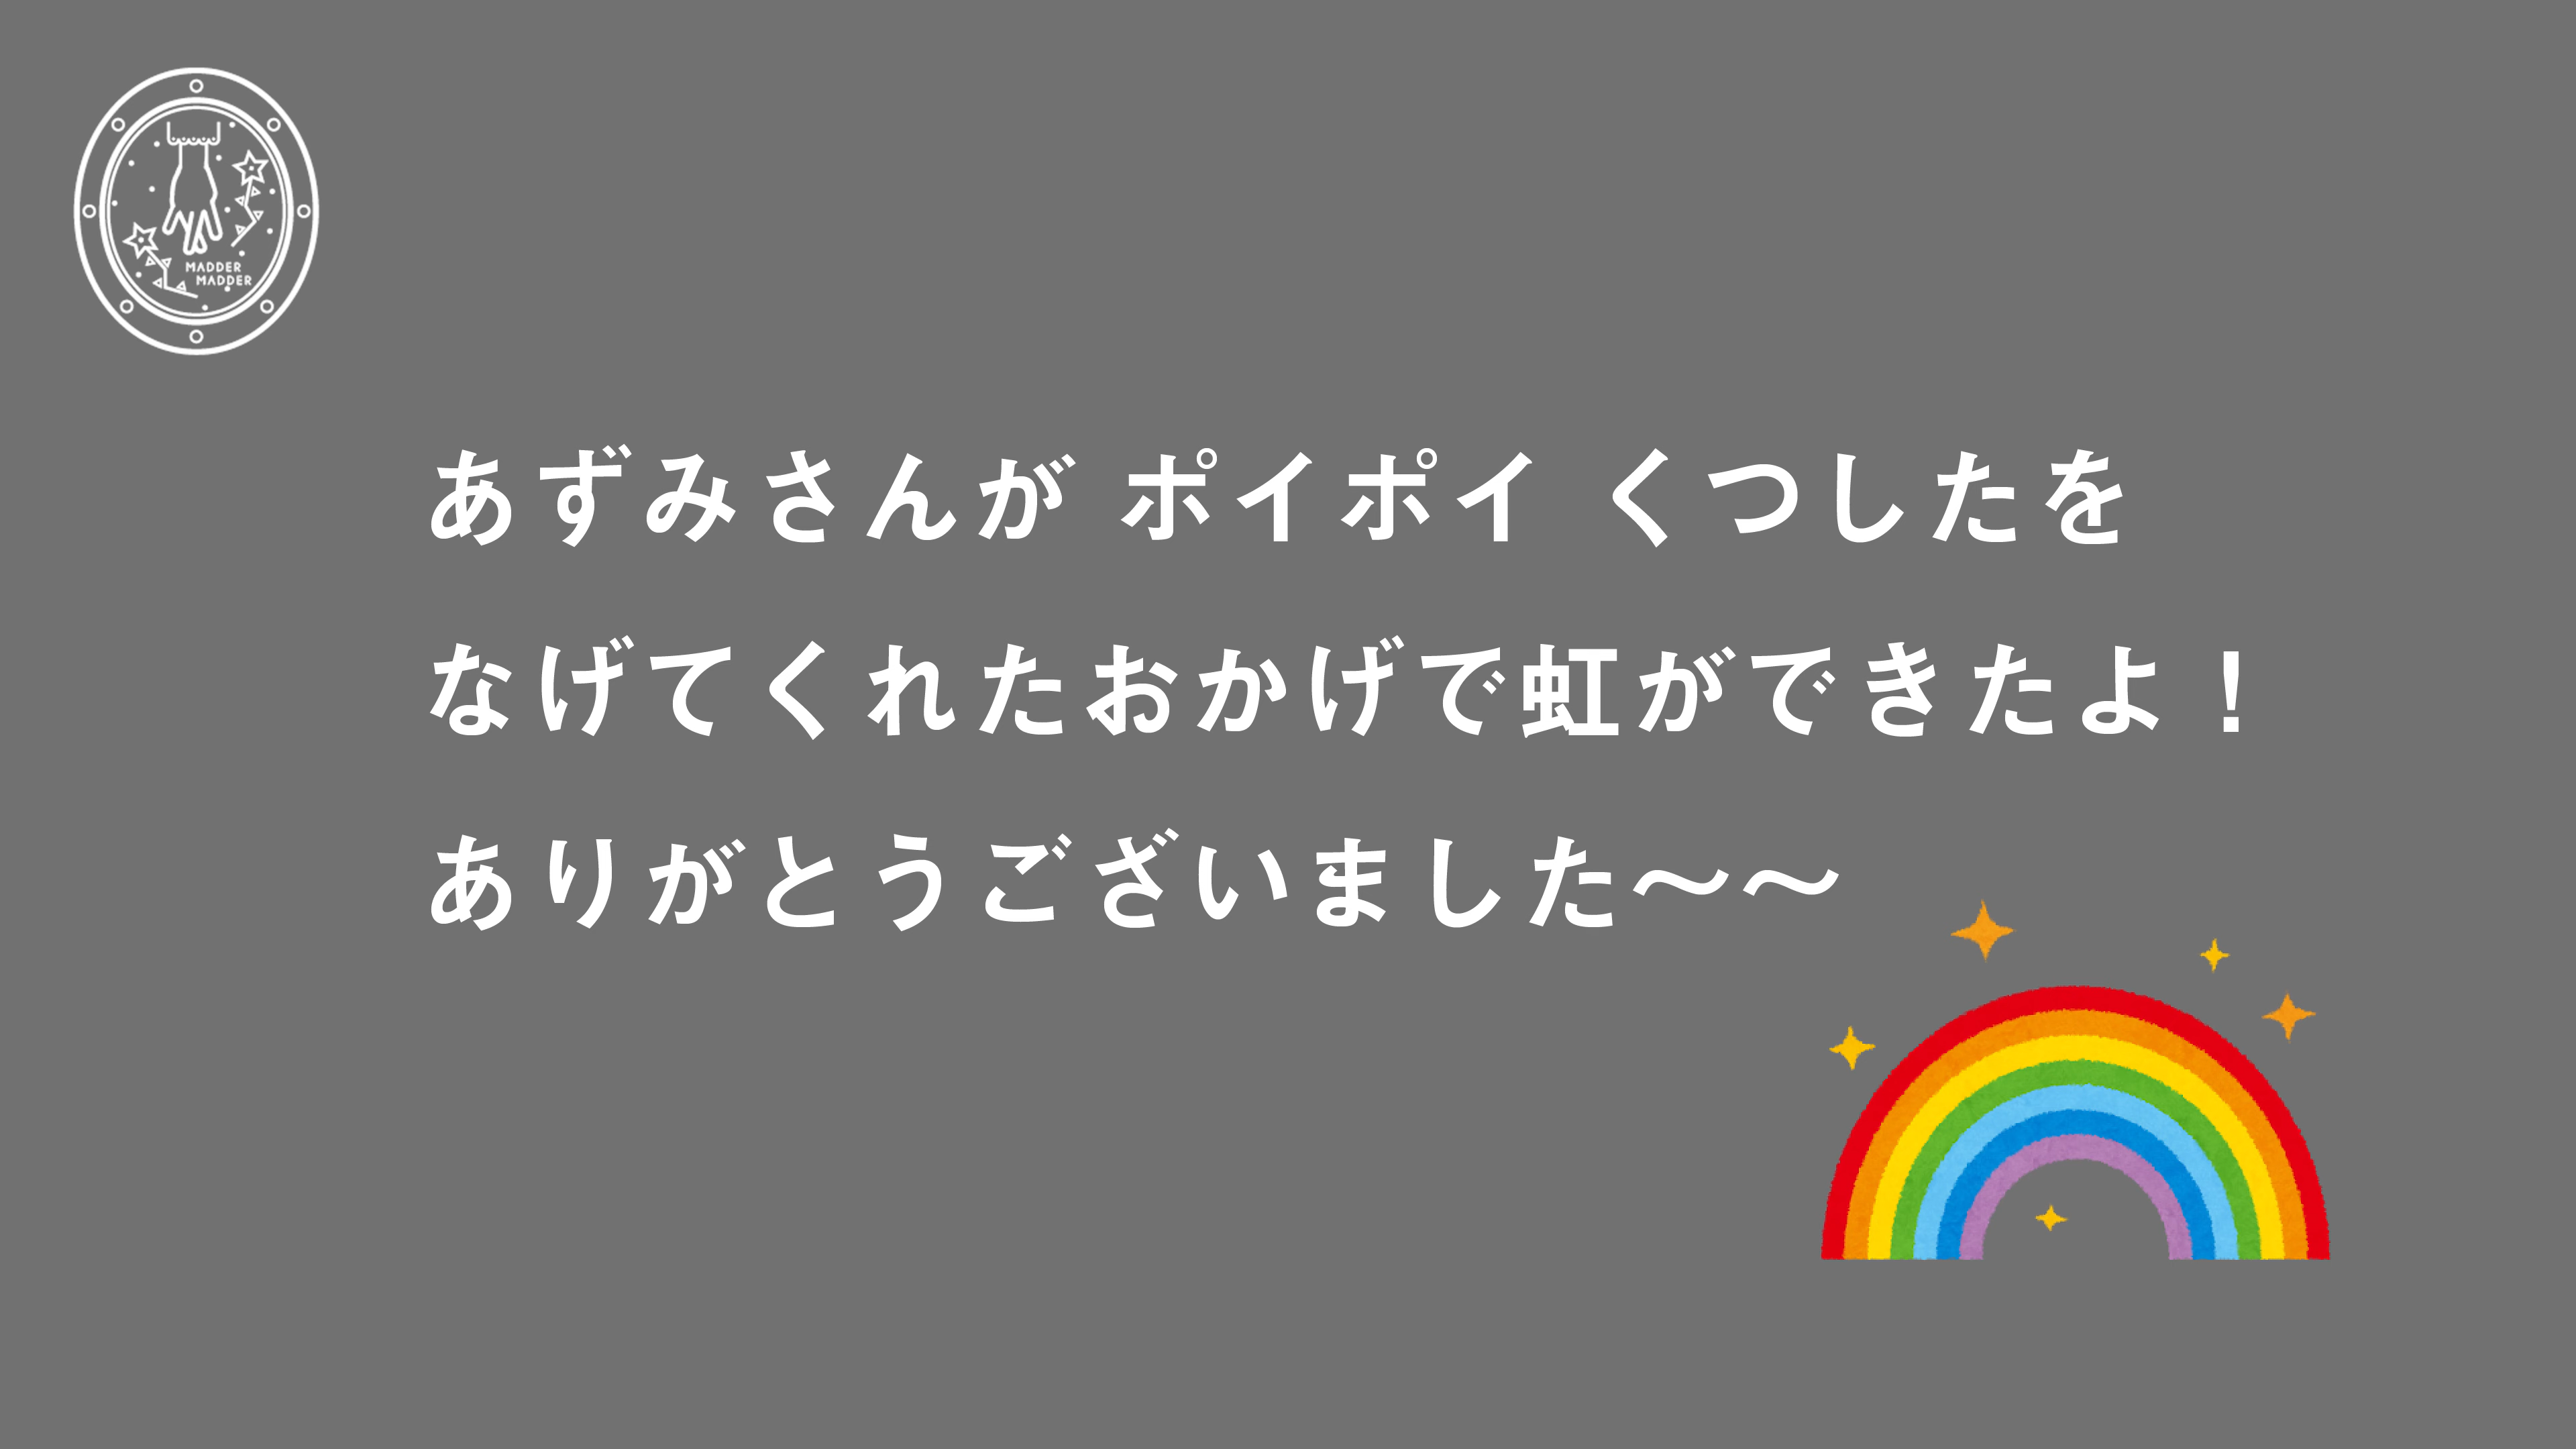 MADDER
MADDER
あずみさんが ポイポイ くつしたを
なげてくれたおかげで虹ができたよ！
ありがとうございました〜〜